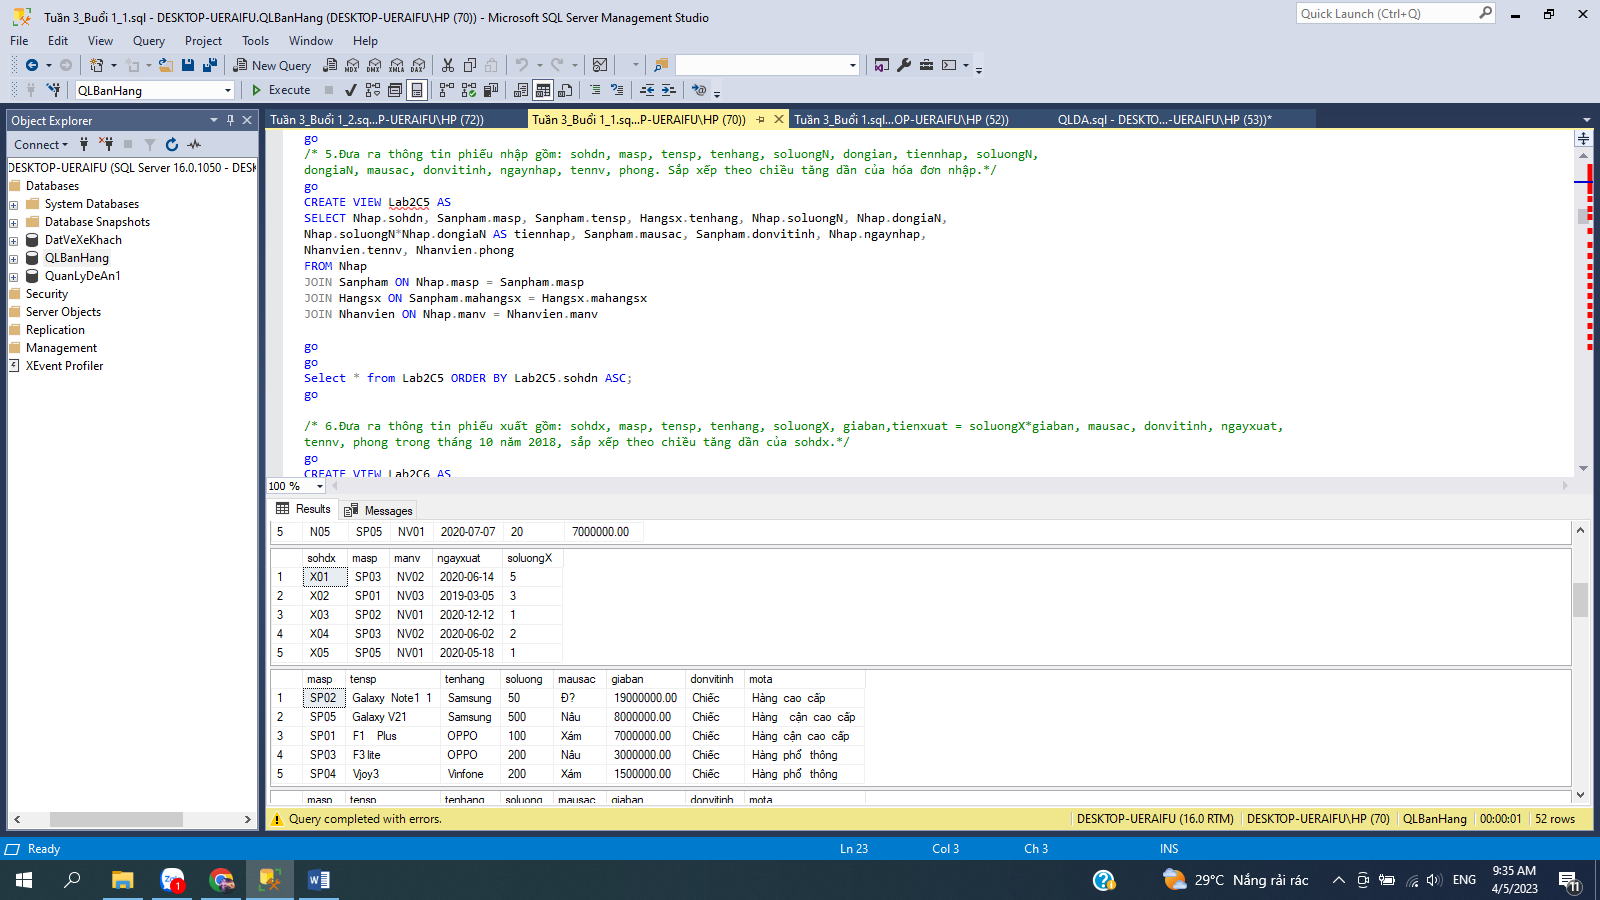 Tuần 3_Buổi 1_1.sql - DESKTOP-UERAIFU.QLBanHang (DESKTOP-UERAIFU\HP (70)) - Microsoft SQL Server Management Studio
Quick Launch (Ctrl+Q)
File Edit View Query Project Tools Window Help
New Query MDX DMX XMLA DAX
QLBanHang Execute
Object Explorer
Tuần 3_Buổi 1_2.sq...P-UERAIFU\HP (72)) Tuần 3_Buổi 1_1.sq...P-UERAIFU\HP (70)) Tuần 3_Buổi 1.sql...OP-UERAIFU\HP (52)) QLDA.sql - DESKTO...-UERAIFU\HP (53))*
Connect
DESKTOP-UERAIFU (SQL Server 16.0.1050 - DESK
Databases
System Databases
Database Snapshots
DatVeXeKhach
QLBanHang
QuanLyDeAn1
Security
Server Objects
Replication
Management
XEvent Profiler
go
/* 5.Đưa ra thông tin phiếu nhập gồm: sohdn, masp, tensp, tenhang, soluongN, dongian, tiennhap, soluongN,
dongiaN, mausac, donvitinh, ngaynhap, tennv, phong. Sắp xếp theo chiều tăng dần của hóa đơn nhập.*/
go
CREATE VIEW Lab2C5 AS
SELECT Nhap.sohdn, Sanpham.masp, Sanpham.tensp, Hangsx.tenhang, Nhap.soluongN, Nhap.dongiaN,
Nhap.soluongN*Nhap.dongiaN AS tiennhap, Sanpham.mausac, Sanpham.donvitinh, Nhap.ngaynhap,
Nhanvien.tennv, Nhanvien.phong
FROM Nhap
JOIN Sanpham ON Nhap.masp = Sanpham.masp
JOIN Hangsx ON Sanpham.mahangsx = Hangsx.mahangsx
JOIN Nhanvien ON Nhap.manv = Nhanvien.manv
go
go
Select * from Lab2C5 ORDER BY Lab2C5.sohdn ASC;
go
/* 6.Đưa ra thông tin phiếu xuất gồm: sohdx, masp, tensp, tenhang, soluongX, giaban,tienxuat = soluongX*giaban, mausac, donvitinh, ngayxuat,
tennv, phong trong tháng 10 năm 2018, sắp xếp theo chiều tăng dần của sohdx.*/
go
CREATE VIEW Lab2C6 AS
100 %
Results Messages
5 N05 SP05 NV01 2020-07-07 20 7000000.00
sohdx masp manv ngayxuat soluongX
1 X01 SP03 NV02 2020-06-14 5
2 X02 SP01 NV03 2019-03-05 3
3 X03 SP02 NV01 2020-12-12 1
4 X04 SP03 NV02 2020-06-02 2
5 X05 SP05 NV01 2020-05-18 1
masp tensp tenhang soluong mausac giaban donvitinh mota
1 SP02 Galaxy Note1 1 Samsung 50 Đ? 19000000.00 Chiếc Hàng cao cấp
2 SP05 Galaxy V21 Samsung 500 Nâu 8000000.00 Chiếc Hàng cận cao cấp
3 SP01 F1 Plus OPPO 100 Xám 7000000.00 Chiếc Hàng cận cao cấp
4 SP03 F3 lite OPPO 200 Nâu 3000000.00 Chiếc Hàng phổ thông
5 SP04 Vjoy3 Vinfone 200 Xám 1500000.00 Chiếc Hàng phổ thông
masp tensp tenhang soluong mausac giaban donvitinh mota
Query completed with errors. DESKTOP-UERAIFU (16.0 RTM) DESKTOP-UERAIFU\HP (70) QLBanHang 00:00:01 52 rows
Ready Ln 23 Col 3 Ch 3 INS
Zalo 1 29°C Nắng rải rác ENG 9:35 AM
4/5/2023 11